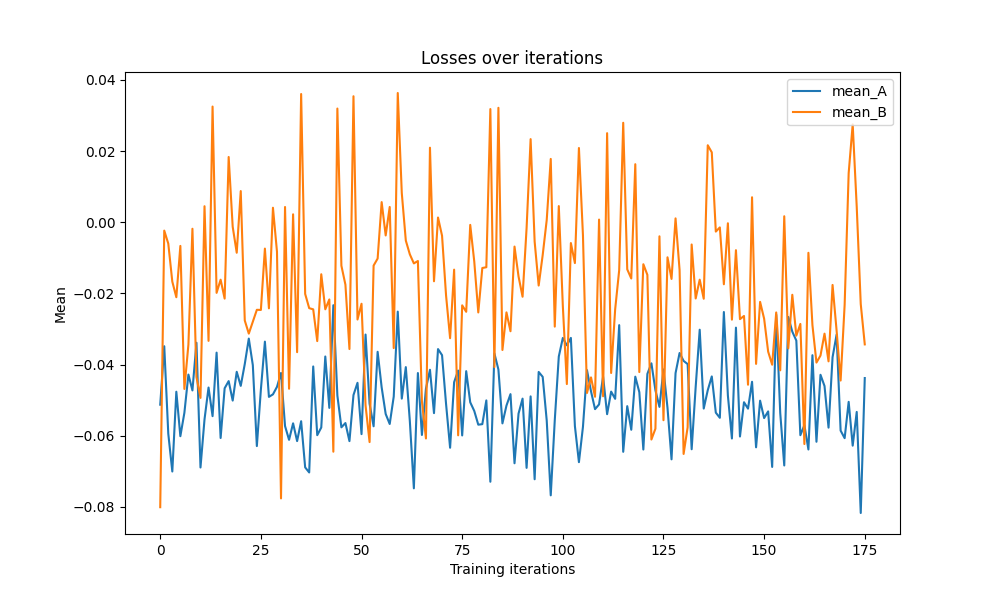 Losses over iterations
mean_A
mean_B
Mean
0.04
0.02
0.00
−0.02
−0.04
−0.06
−0.08
0 25 50 75 100 125 150 175
Training iterations